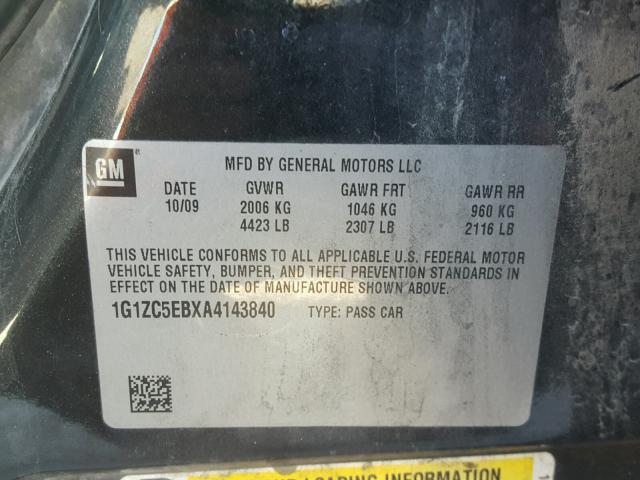 GM
MFD BY GENERAL MOTORS LLC
DATE GVWR GAWR FRT GAWR RR
10/09 2006 KG 1046 KG 960 KG
4423 LB 2307 LB 2116 LB
THIS VEHICLE CONFORMS TO ALL APPLICABLE U.S. FEDERAL MOTOR
VEHICLE SAFETY, BUMPER, AND THEFT PREVENTION STANDARDS IN
EFFECT ON THE DATE OF MANUFACTURE SHOWN ABOVE.
1G1ZC5EBXA4143840 TYPE: PASS CAR
LOADING INFORMATION